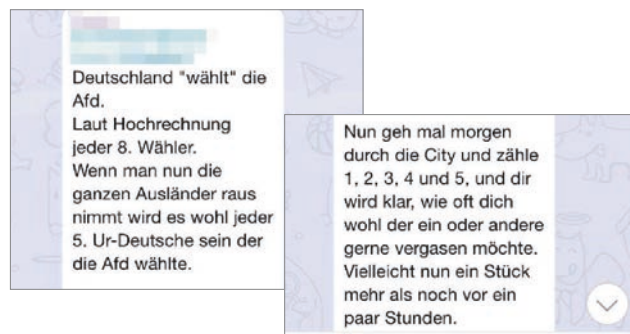 Deutschland "wählt" die
Afd.
Laut Hochrechnung
jeder 8. Wähler.
Wenn man nun die
ganzen Ausländer raus
nimmt wird es wohl jeder
5. Ur-Deutsche sein der
die Afd wählte.
Nun geh mal morgen
durch die City und zähle
1, 2, 3, 4 und 5, und dir
wird klar, wie oft dich
wohl der ein oder andere
gerne vergasen möchte.
Vielleicht nun ein Stück
mehr als noch vor ein
paar Stunden.